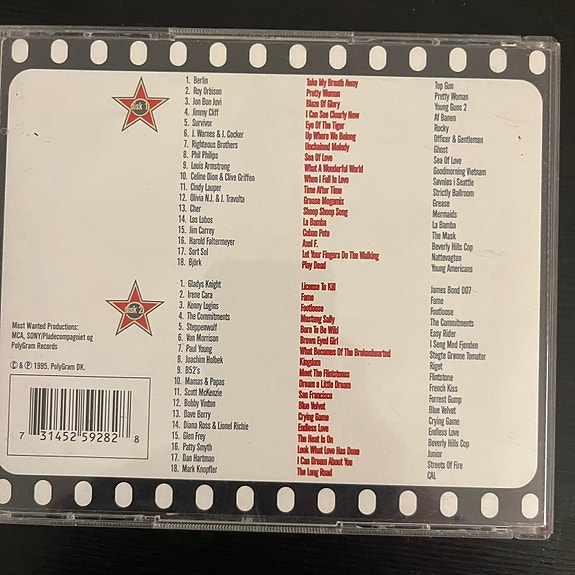 Disk 1
1. Berlin Take My Breath Away Top Gun
2. Roy Orbison Pretty Woman Pretty Woman
3. Jon Bon Jovi Blaze Of Glory Young Guns 2
4. Jimmy Cliff I Can See Clearly Now Af Banen
5. Survivor Eye Of The Tiger Rocky
6. J. Warnes & J. Cocker Up Where We Belong Officer & Gentleman
7. Righteous Brothers Unchained Melody Ghost
8. Phil Philips Sea Of Love Sea Of Love
9. Louis Armstrong What A Wonderful World Goodmorning Vietnam
10. Celine Dion & Clive Griffen When I Fall In Love Søvnløs i Seattle
11. Cindy Lauper Time After Time Strictly Ballroom
12. Olivia N.J. & J. Travolta Grease Megamix Grease
13. Cher Shoop Shoop Song Mermaids
14. Los Lobos La Bamba La Bamba
15. Jim Carrey Cuban Pete The Mask
16. Harold Faltermeyer Axel F. Beverly Hills Cop
17. Sort Sol Let Your Fingers Do The Walking Nattevagten
18. Björk Play Dead Young Americans
Disk 2
1. Gladys Knight License To Kill James Bond 007
2. Irene Cara Fame Fame
3. Kenny Logins Footloose Footloose
4. The Commitments Mustang Sally The Commitments
5. Steppenwolf Born To Be Wild Easy Rider
6. Van Morrison Brown Eyed Girl I Seng Med Fjenden
7. Paul Young What Becomes Of The Brokenhearted Stegte Grønne Tomater
8. Joachim Holbek Kingdom Riget
9. B52's Meet The Flintstones Flintstone
10. Mamas & Papas Dream a Little Dream French Kiss
11. Scott McKenzie San Francisco Forrest Gump
12. Bobby Vinton Blue Velvet Blue Velvet
13. Dave Berry Crying Game Crying Game
14. Diana Ross & Lionel Richie Endless Love Endless Love
15. Glen Frey The Heat Is On Beverly Hills Cop
16. Patty Smyth Look What Love Has Done Junior
17. Dan Hartman I Can Dream About You Streets Of Fire
18. Mark Knopfler The Long Road CAL
Most Wanted Productions:
MCA, SONY/Pladecompagniet og
PolyGram Records
© & ℗ 1995. PolyGram DK.
7 31452 59282 8